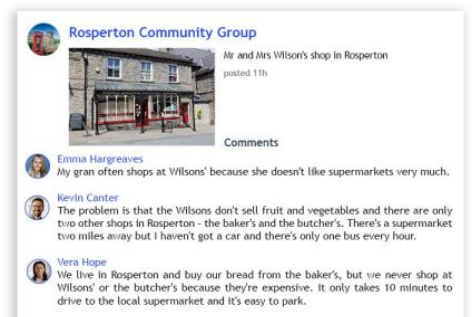 Rosperton Community Group
Mr and Mrs Wilson's shop in Rosperton
posted 11h
Comments
Emma Hargreaves
My gran often shops at Wilsons' because she doesn't like supermarkets very much.
Kevin Canter
The problem is that the Wilsons don't sell fruit and vegetables and there are only
two other shops in Rosperton – the baker's and the butcher's. There's a supermarket
two miles away but I haven't got a car and there's only one bus every hour.
Vera Hope
We live in Rosperton and buy our bread from the baker's, but we never shop at
Wilsons' or the butcher's because they're expensive. It only takes 10 minutes to
drive to the local supermarket and it's easy to park.